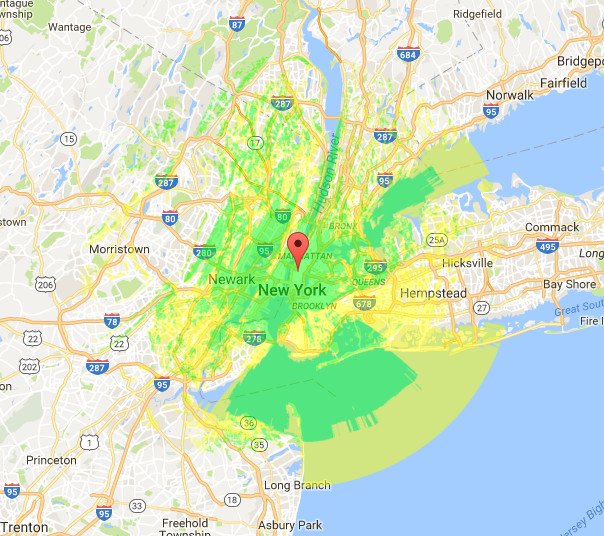 ntague
Wantage
Ridgefield
87
684
206
Bridgepo
Fairfield
Norwalk
95
287
287
15
17
Hudson River
95
287
80
BRONX
80
25A
Commack
Morristown
280
95
MANHATTAN
495
295
Hicksville
Long
206
Newark
New York
QUEENS
Hempstead
Bay Shore
BROOKLYN
678
27
Great South
Fire I
78
22
22
278
202
287
95
36
1
35
Princeton
Long Branch
95
18
33
Trenton
Freehold
Township
Asbury Park
Jersey Bigh